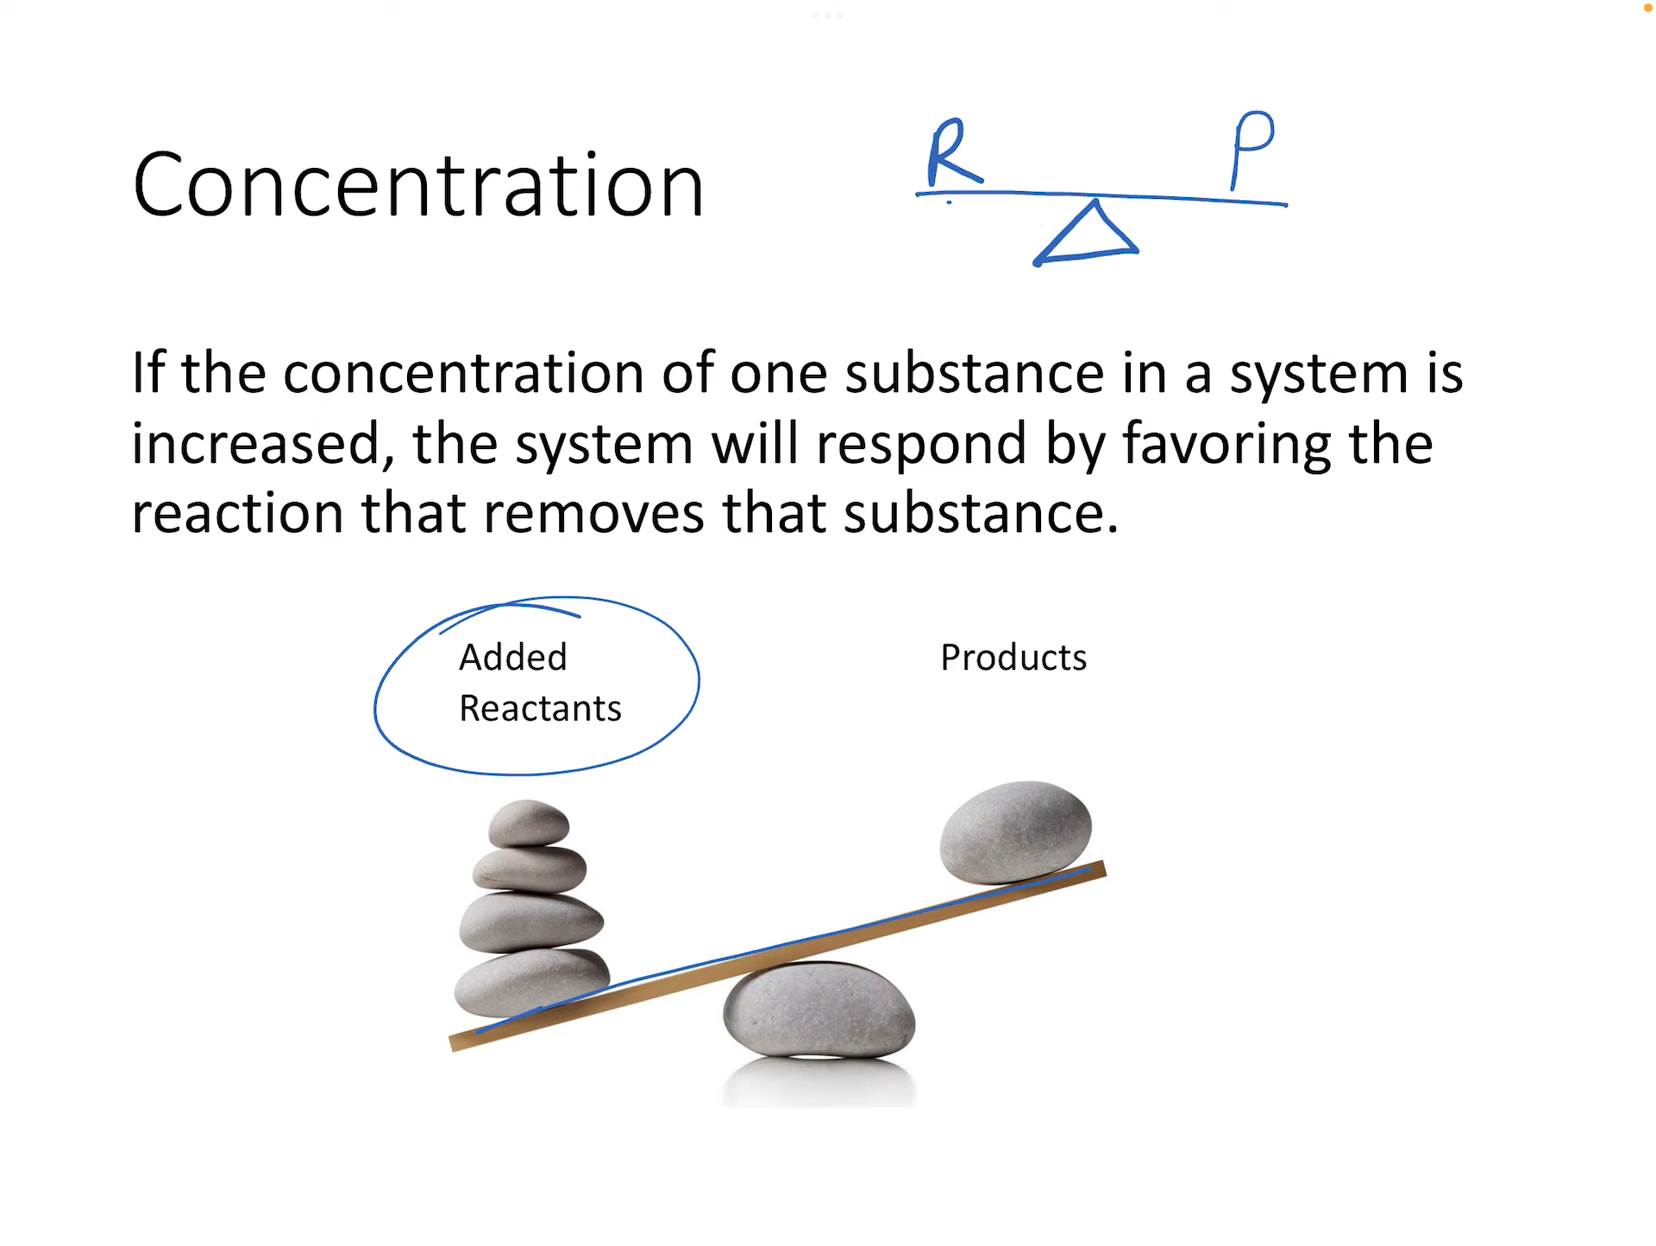 R P
Concentration
If the concentration of one substance in a system is
increased, the system will respond by favoring the
reaction that removes that substance.
Added
Reactants
Products